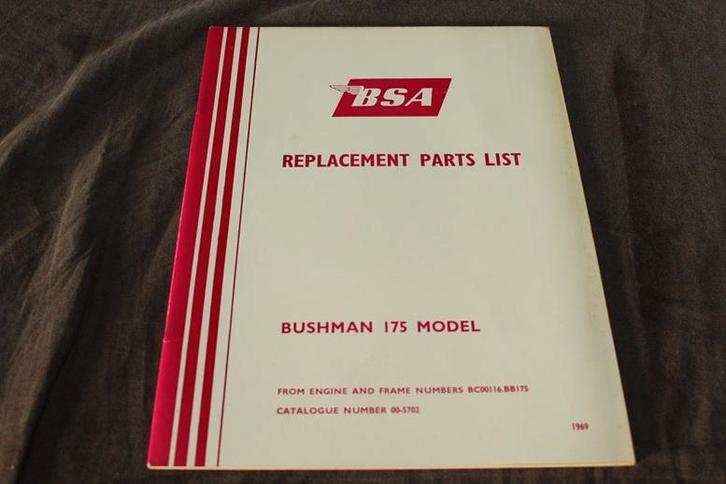 BSA
REPLACEMENT PARTS LIST
BUSHMAN 175 MODEL
FROM ENGINE AND FRAME NUMBERS BC00116.BB175
CATALOGUE NUMBER 00-5702
1969